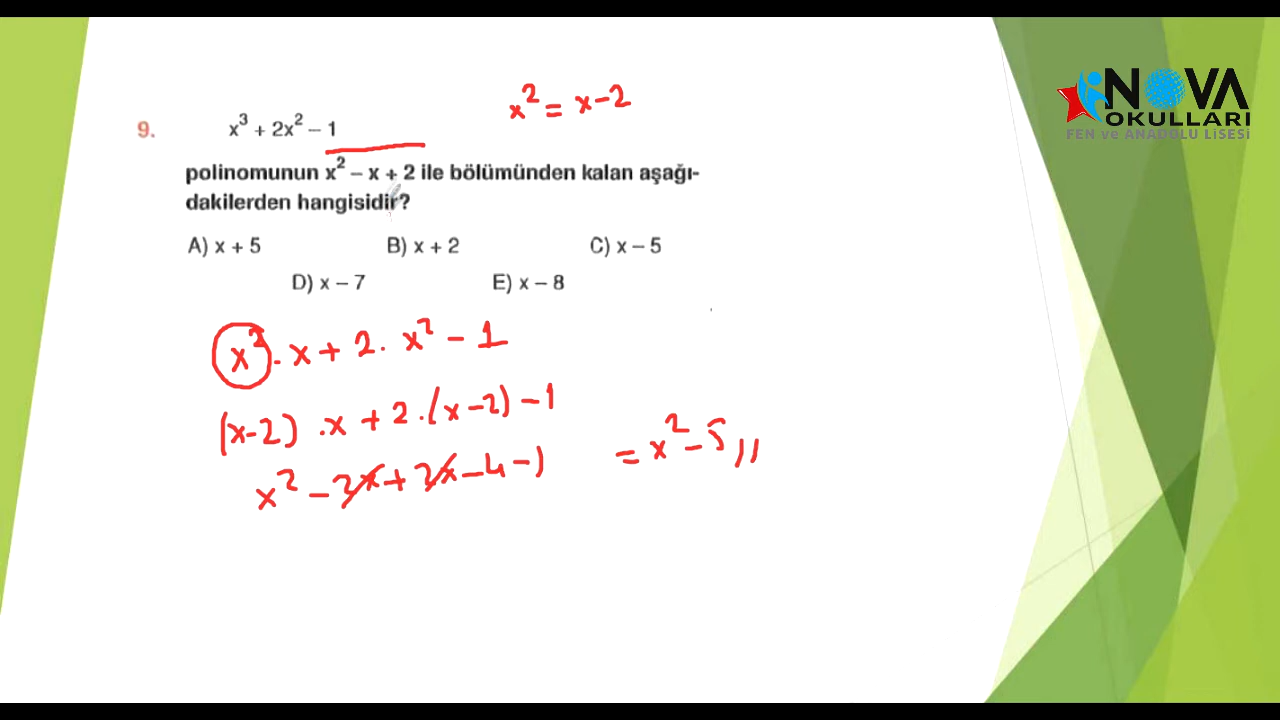 x² = x-2
NOVA
OKULLARI
FEN ve ANADOLU LİSESİ
9. x³ + 2x² – 1
polinomunun x² – x + 2 ile bölümünden kalan aşağı-
dakilerden hangisidir?
A) x + 5 B) x + 2 C) x – 5
D) x – 7 E) x – 8
x² . x + 2 . x² - 1
(x-2) . x + 2 . (x-2) - 1
x² - 2x + 2x - 4 - 1 = x² - 5 //